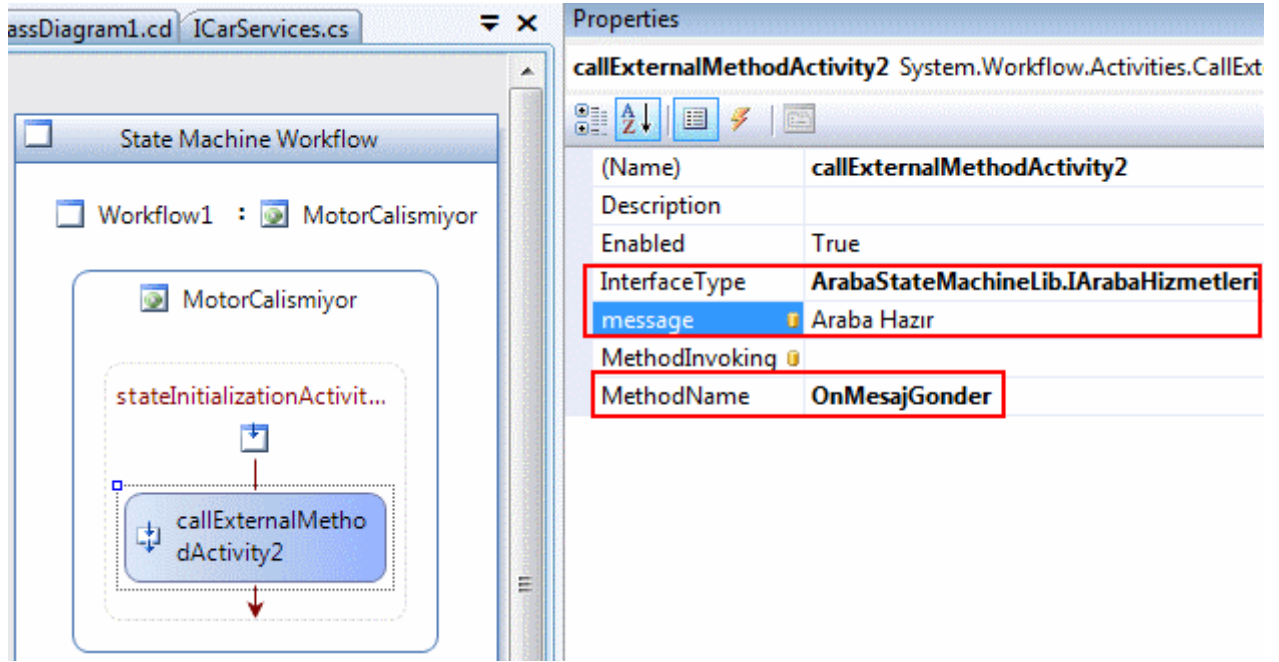 assDiagram1.cd ICarServices.cs
State Machine Workflow
Workflow1 : MotorCalismiyor
MotorCalismiyor
stateInitializationActivit...
callExternalMetho
dActivity2
Properties
callExternalMethodActivity2 System.Workflow.Activities.CallExt
(Name) callExternalMethodActivity2
Description
Enabled True
InterfaceType ArabaStateMachineLib.IArabaHizmetleri
message Araba Hazır
MethodInvoking
MethodName OnMesajGonder